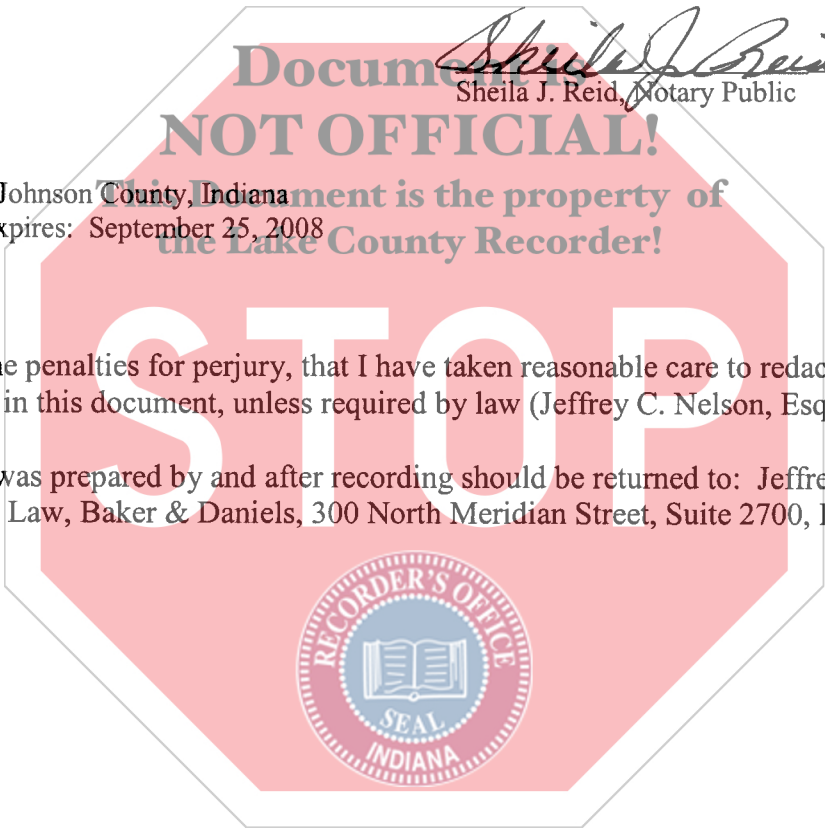 Document is
Sheila J. Reid
Sheila J. Reid, Notary Public
NOT OFFICIAL!
Johnson County, Indiana
This Document is the property of
xpires: September 25, 2008
the Lake County Recorder!
STOP
e penalties for perjury, that I have taken reasonable care to redac
in this document, unless required by law (Jeffrey C. Nelson, Esq
was prepared by and after recording should be returned to: Jeffre
Law, Baker & Daniels, 300 North Meridian Street, Suite 2700, I
RECORDER'S OFFICE
SEAL
INDIANA